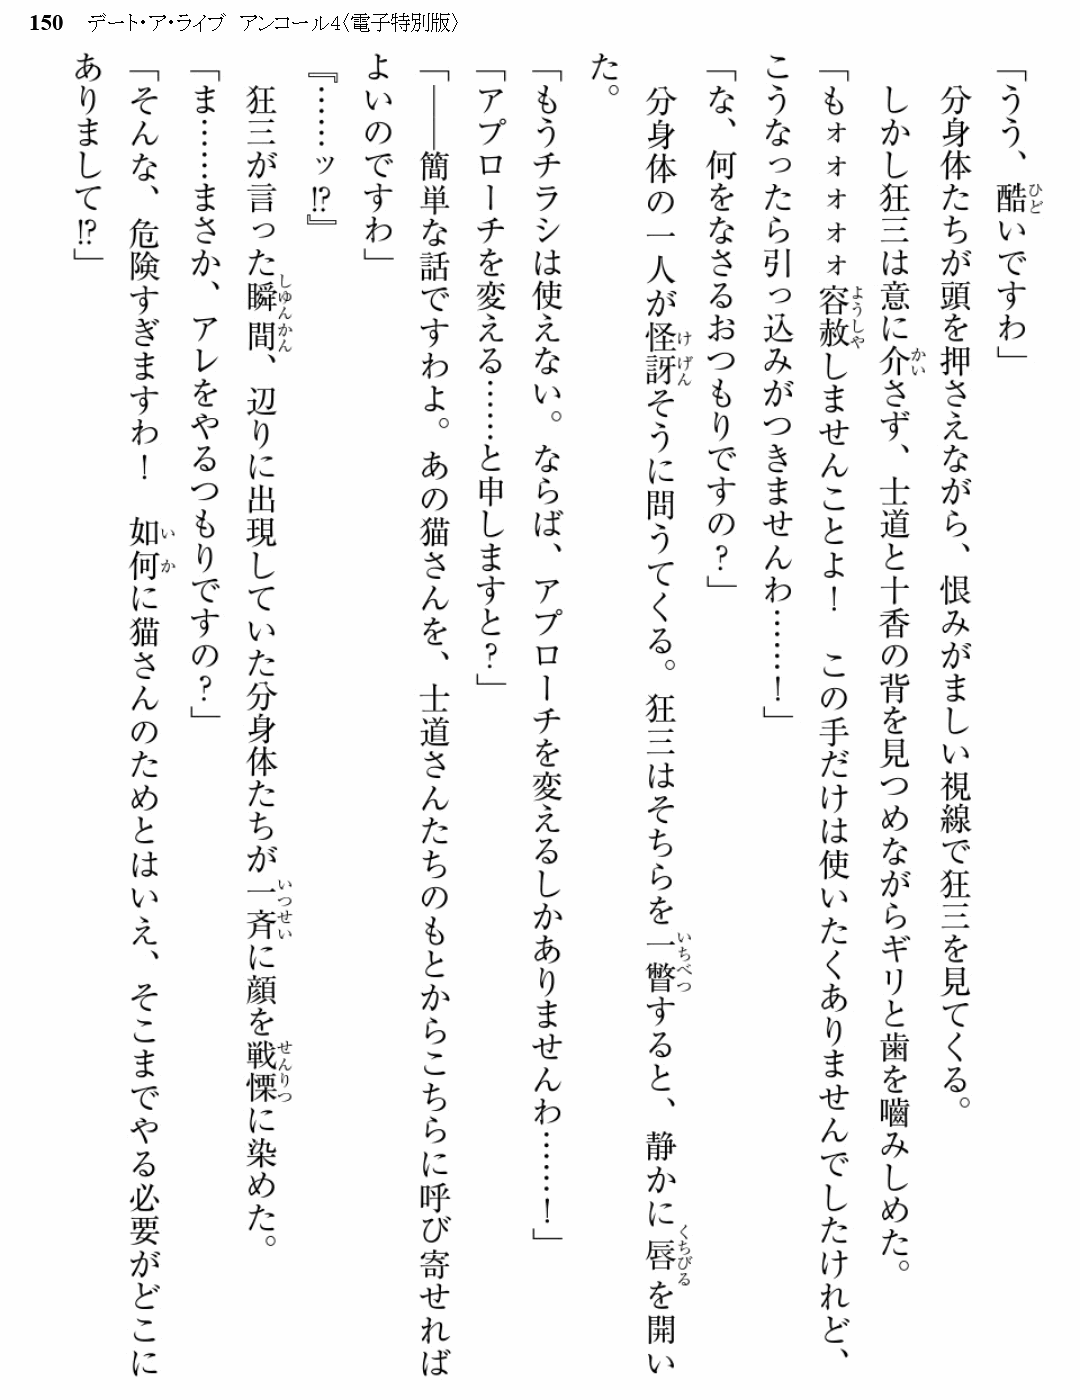 150　デート・ア・ライブ　アンコール4〈電子特別版〉
「うう、酷いですわ」
　分身体たちが頭を押さえながら、恨みがましい視線で狂三を見てくる。
　しかし狂三は意に介さず、士道と十香の背を見つめながらギリと歯を嚙みしめた。
「もォォォォォ容赦しませんことよ！　この手だけは使いたくありませんでしたけれど、
こうなったら引っ込みがつきませんわ……！」
「な、何をなさるおつもりですの？」
　分身体の一人が怪訝そうに問うてくる。狂三はそちらを一瞥すると、静かに唇を開い
た。
「もうチラシは使えない。ならば、アプローチを変えるしかありませんわ……！」
「アプローチを変える……と申しますと？」
「――簡単な話ですわよ。あの猫さんを、士道さんたちのもとからこちらに呼び寄せれば
よいのですわ」
『……ッ!?』
　狂三が言った瞬間、辺りに出現していた分身体たちが一斉に顔を戦慄に染めた。
「ま……まさか、アレをやるつもりですの？」
「そんな、危険すぎますわ！　如何に猫さんのためとはいえ、そこまでやる必要がどこに
ありまして!?」